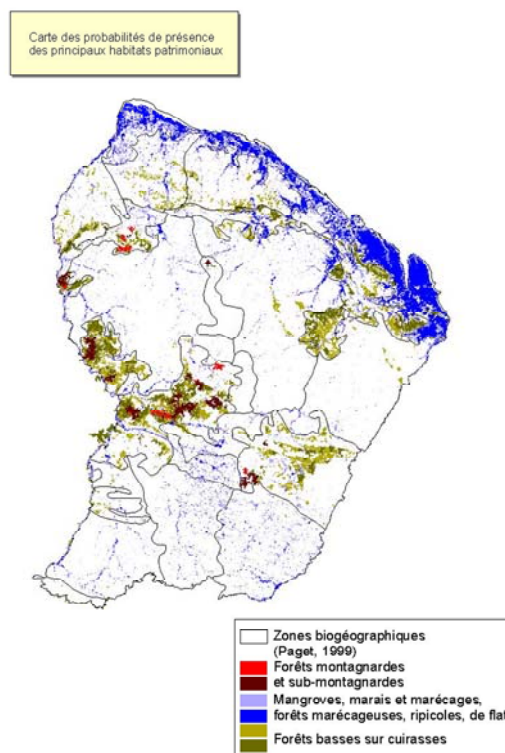 Carte des probabilités de présence
des principaux habitats patrimoniaux
Zones biogéographiques
(Paget, 1999)
Forêts montagnardes
et sub-montagnardes
Mangroves, marais et marécages,
forêts marécageuses, ripicoles, de flat
Forêts basses sur cuirasses